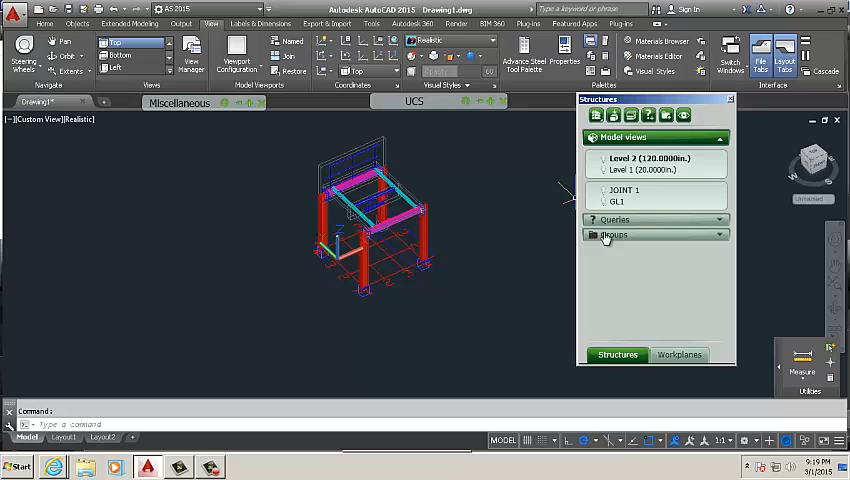 Autodesk AutoCAD 2015 Drawing1.dwg
AS 2015
Type a keyword or phrase
Sign In
Home
Objects
Extended Modeling
Output
View
Labels & Dimensions
Export & Import
Tools
Autodesk 360
Render
BIM 360
Plug-ins
Featured Apps
Plug-ins
Steering
Wheels
Pan
Orbit
Extents
Navigate
Top
Bottom
Left
Views
View
Manager
Viewport
Configuration
Named
Join
Restore
Model Viewports
Top
Coordinates
Realistic
Opacity
60
Visual Styles
Advance Steel
Tool Palette
Properties
Materials Browser
Materials Editor
Visual Styles
Palettes
Switch
Windows
File
Tabs
Layout
Tabs
Cascade
Drawing1*
Miscellaneous
UCS
[–][Custom View][Realistic]
Structures
Model views
Level 2 (120.0000in.)
Level 1 (20.0000in.)
JOINT 1
GL1
? Queries
Groups
Structures
Workplanes
Z
Unnamed
Measure
Utilities
Command:
Type a command
Model
Layout1
Layout2
MODEL
1:1
Start
9:19 PM
3/1/2015